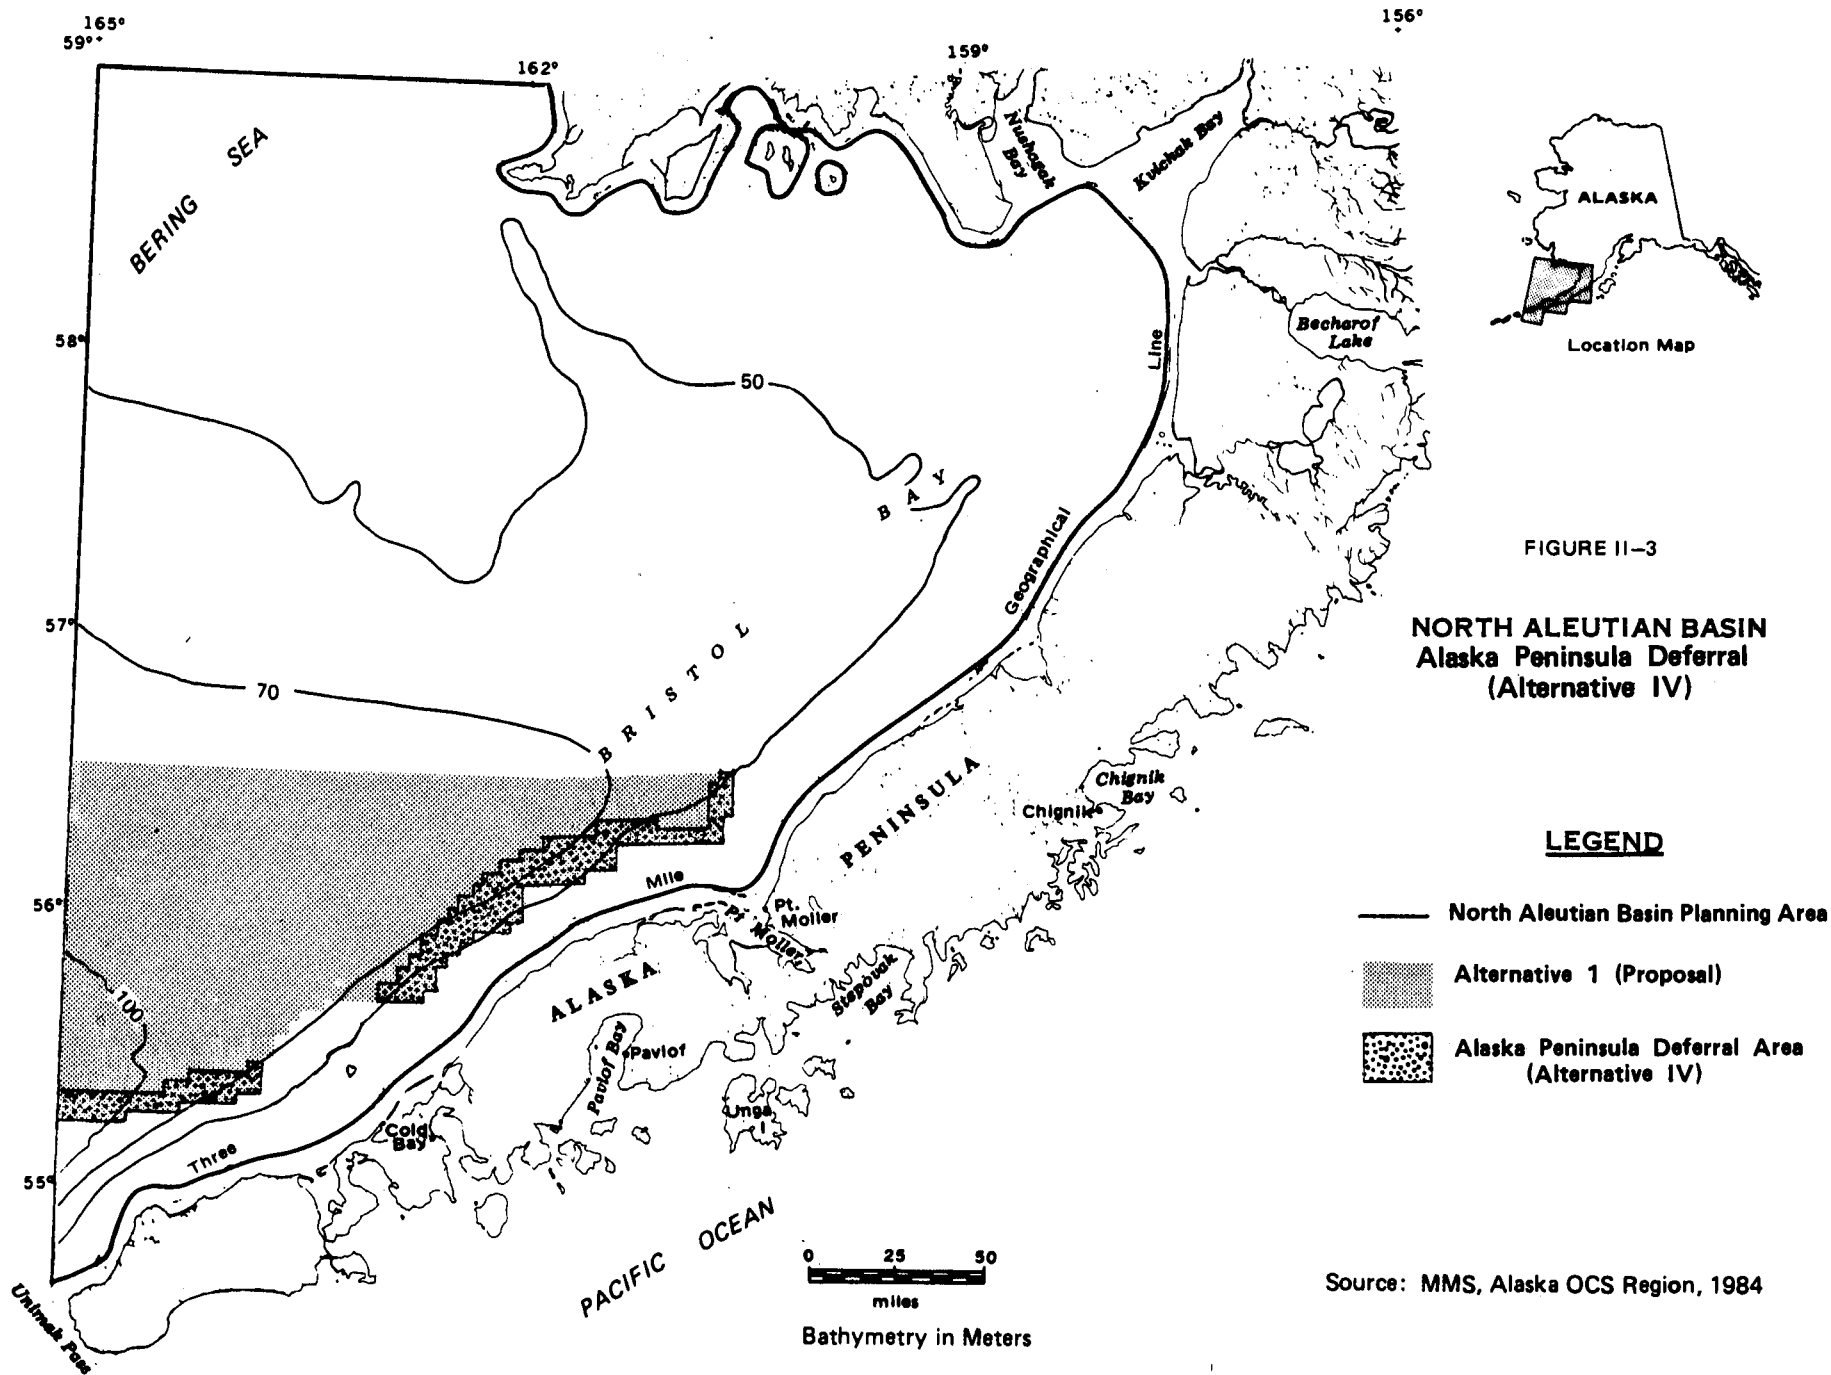 165°
59°
162°
159°
156°
BERING SEA
Nushagak
Bay
Kvichak Bay
ALASKA
Location Map
Becharof
Lake
58°
50
Line
BAY
Geographical
FIGURE II-3
57°
NORTH ALEUTIAN BASIN
Alaska Peninsula Deferral
(Alternative IV)
70
BRISTOL
Chignik
Bay
Chignik
PENINSULA
LEGEND
56°
Mile
Pt.
Moller
Pt
Moller
North Aleutian Basin Planning Area
100
ALASKA
Stepovak
Bay
Alternative 1 (Proposal)
Pavlof Bay
Pavlof
Alaska Peninsula Deferral Area
(Alternative IV)
Unga
Cold
Bay
Three
55°
PACIFIC OCEAN
0 25 50
miles
Bathymetry in Meters
Unimak Pass
Source: MMS, Alaska OCS Region, 1984